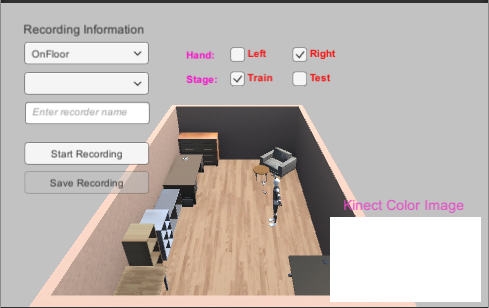 Recording Information
OnFloor
Hand: Left Right
Stage: Train Test
Enter recorder name
Start Recording
Save Recording
Kinect Color Image